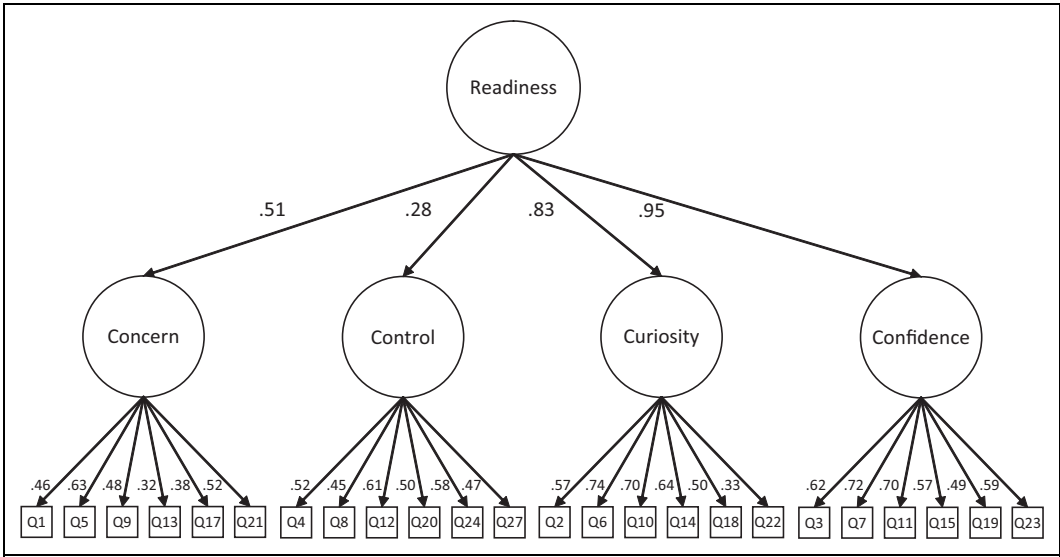 Readiness
.51 .28 .83 .95
Concern Control Curiosity Confidence
.46 .63 .48 .32 .38 .52 .52 .45 .61 .50 .58 .47 .57 .74 .70 .64 .50 .33 .62 .72 .70 .57 .49 .59
Q1 Q5 Q9 Q13 Q17 Q21 Q4 Q8 Q12 Q20 Q24 Q27 Q2 Q6 Q10 Q14 Q18 Q22 Q3 Q7 Q11 Q15 Q19 Q23